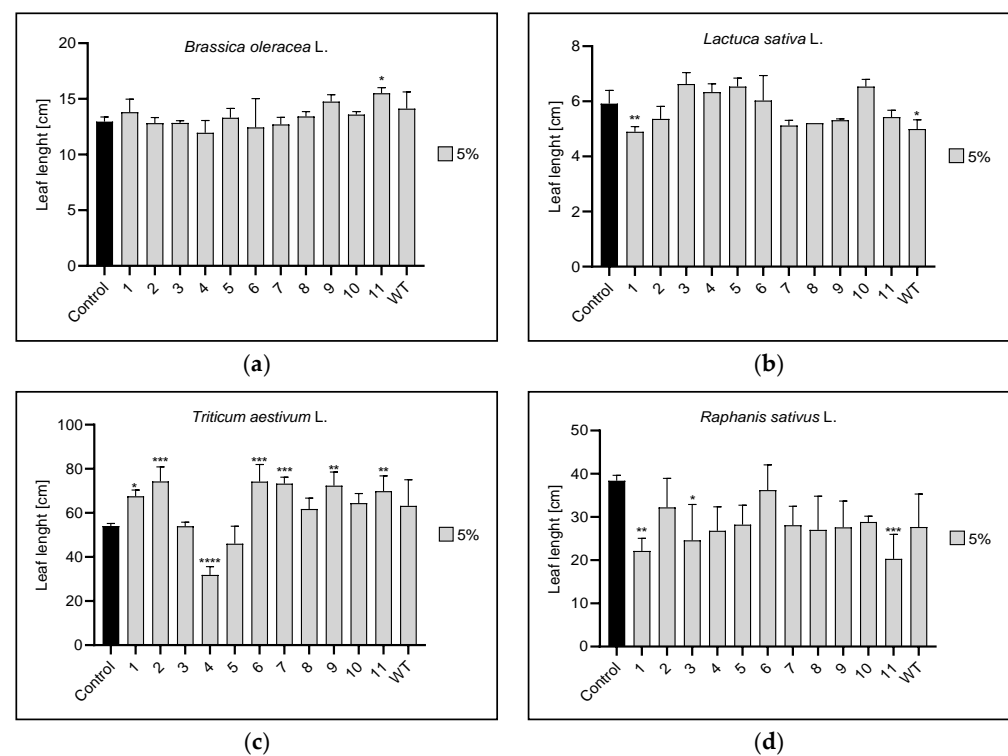 Brassica oleracea L.
Leaf lenght [cm]
20
15
10
5
0
*
5%
Control 1 2 3 4 5 6 7 8 9 10 11 WT
(a)
Lactuca sativa L.
Leaf lenght [cm]
8
6
4
2
0
** *
5%
Control 1 2 3 4 5 6 7 8 9 10 11 WT
(b)
Triticum aestivum L.
Leaf lenght [cm]
100
80
60
40
20
0
* *** **** *** *** ** **
5%
Control 1 2 3 4 5 6 7 8 9 10 11 WT
(c)
Raphanis sativus L.
Leaf lenght [cm]
50
40
30
20
10
0
** * ***
5%
Control 1 2 3 4 5 6 7 8 9 10 11 WT
(d)